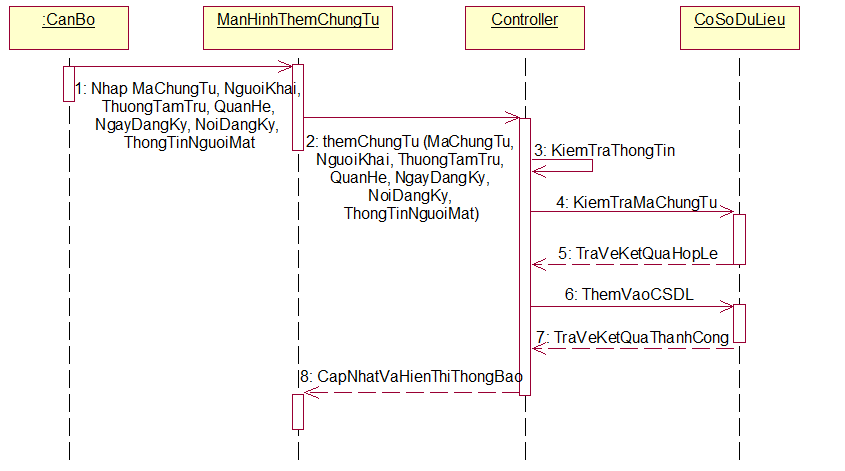 :CanBo
ManHinhThemChungTu
Controller
CoSoDuLieu
1: Nhap MaChungTu, NguoiKhai,
ThuongTamTru, QuanHe,
NgayDangKy, NoiDangKy,
ThongTinNguoiMat
2: themChungTu (MaChungTu,
NguoiKhai, ThuongTamTru,
QuanHe, NgayDangKy,
NoiDangKy,
ThongTinNguoiMat)
3: KiemTraThongTin
4: KiemTraMaChungTu
5: TraVeKetQuaHopLe
6: ThemVaoCSDL
7: TraVeKetQuaThanhCong
8: CapNhatVaHienThiThongBao